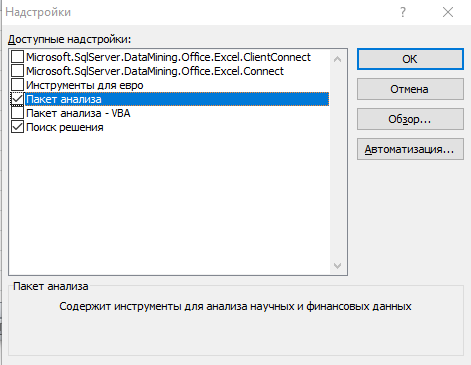 Надстройки
Доступные надстройки:
Microsoft.SqlServer.DataMining.Office.Excel.ClientConnect
Microsoft.SqlServer.DataMining.Office.Excel.Connect
Инструменты для евро
Пакет анализа
Пакет анализа - VBA
Поиск решения
ОК
Отмена
Обзор...
Автоматизация...
Пакет анализа
Содержит инструменты для анализа научных и финансовых данных